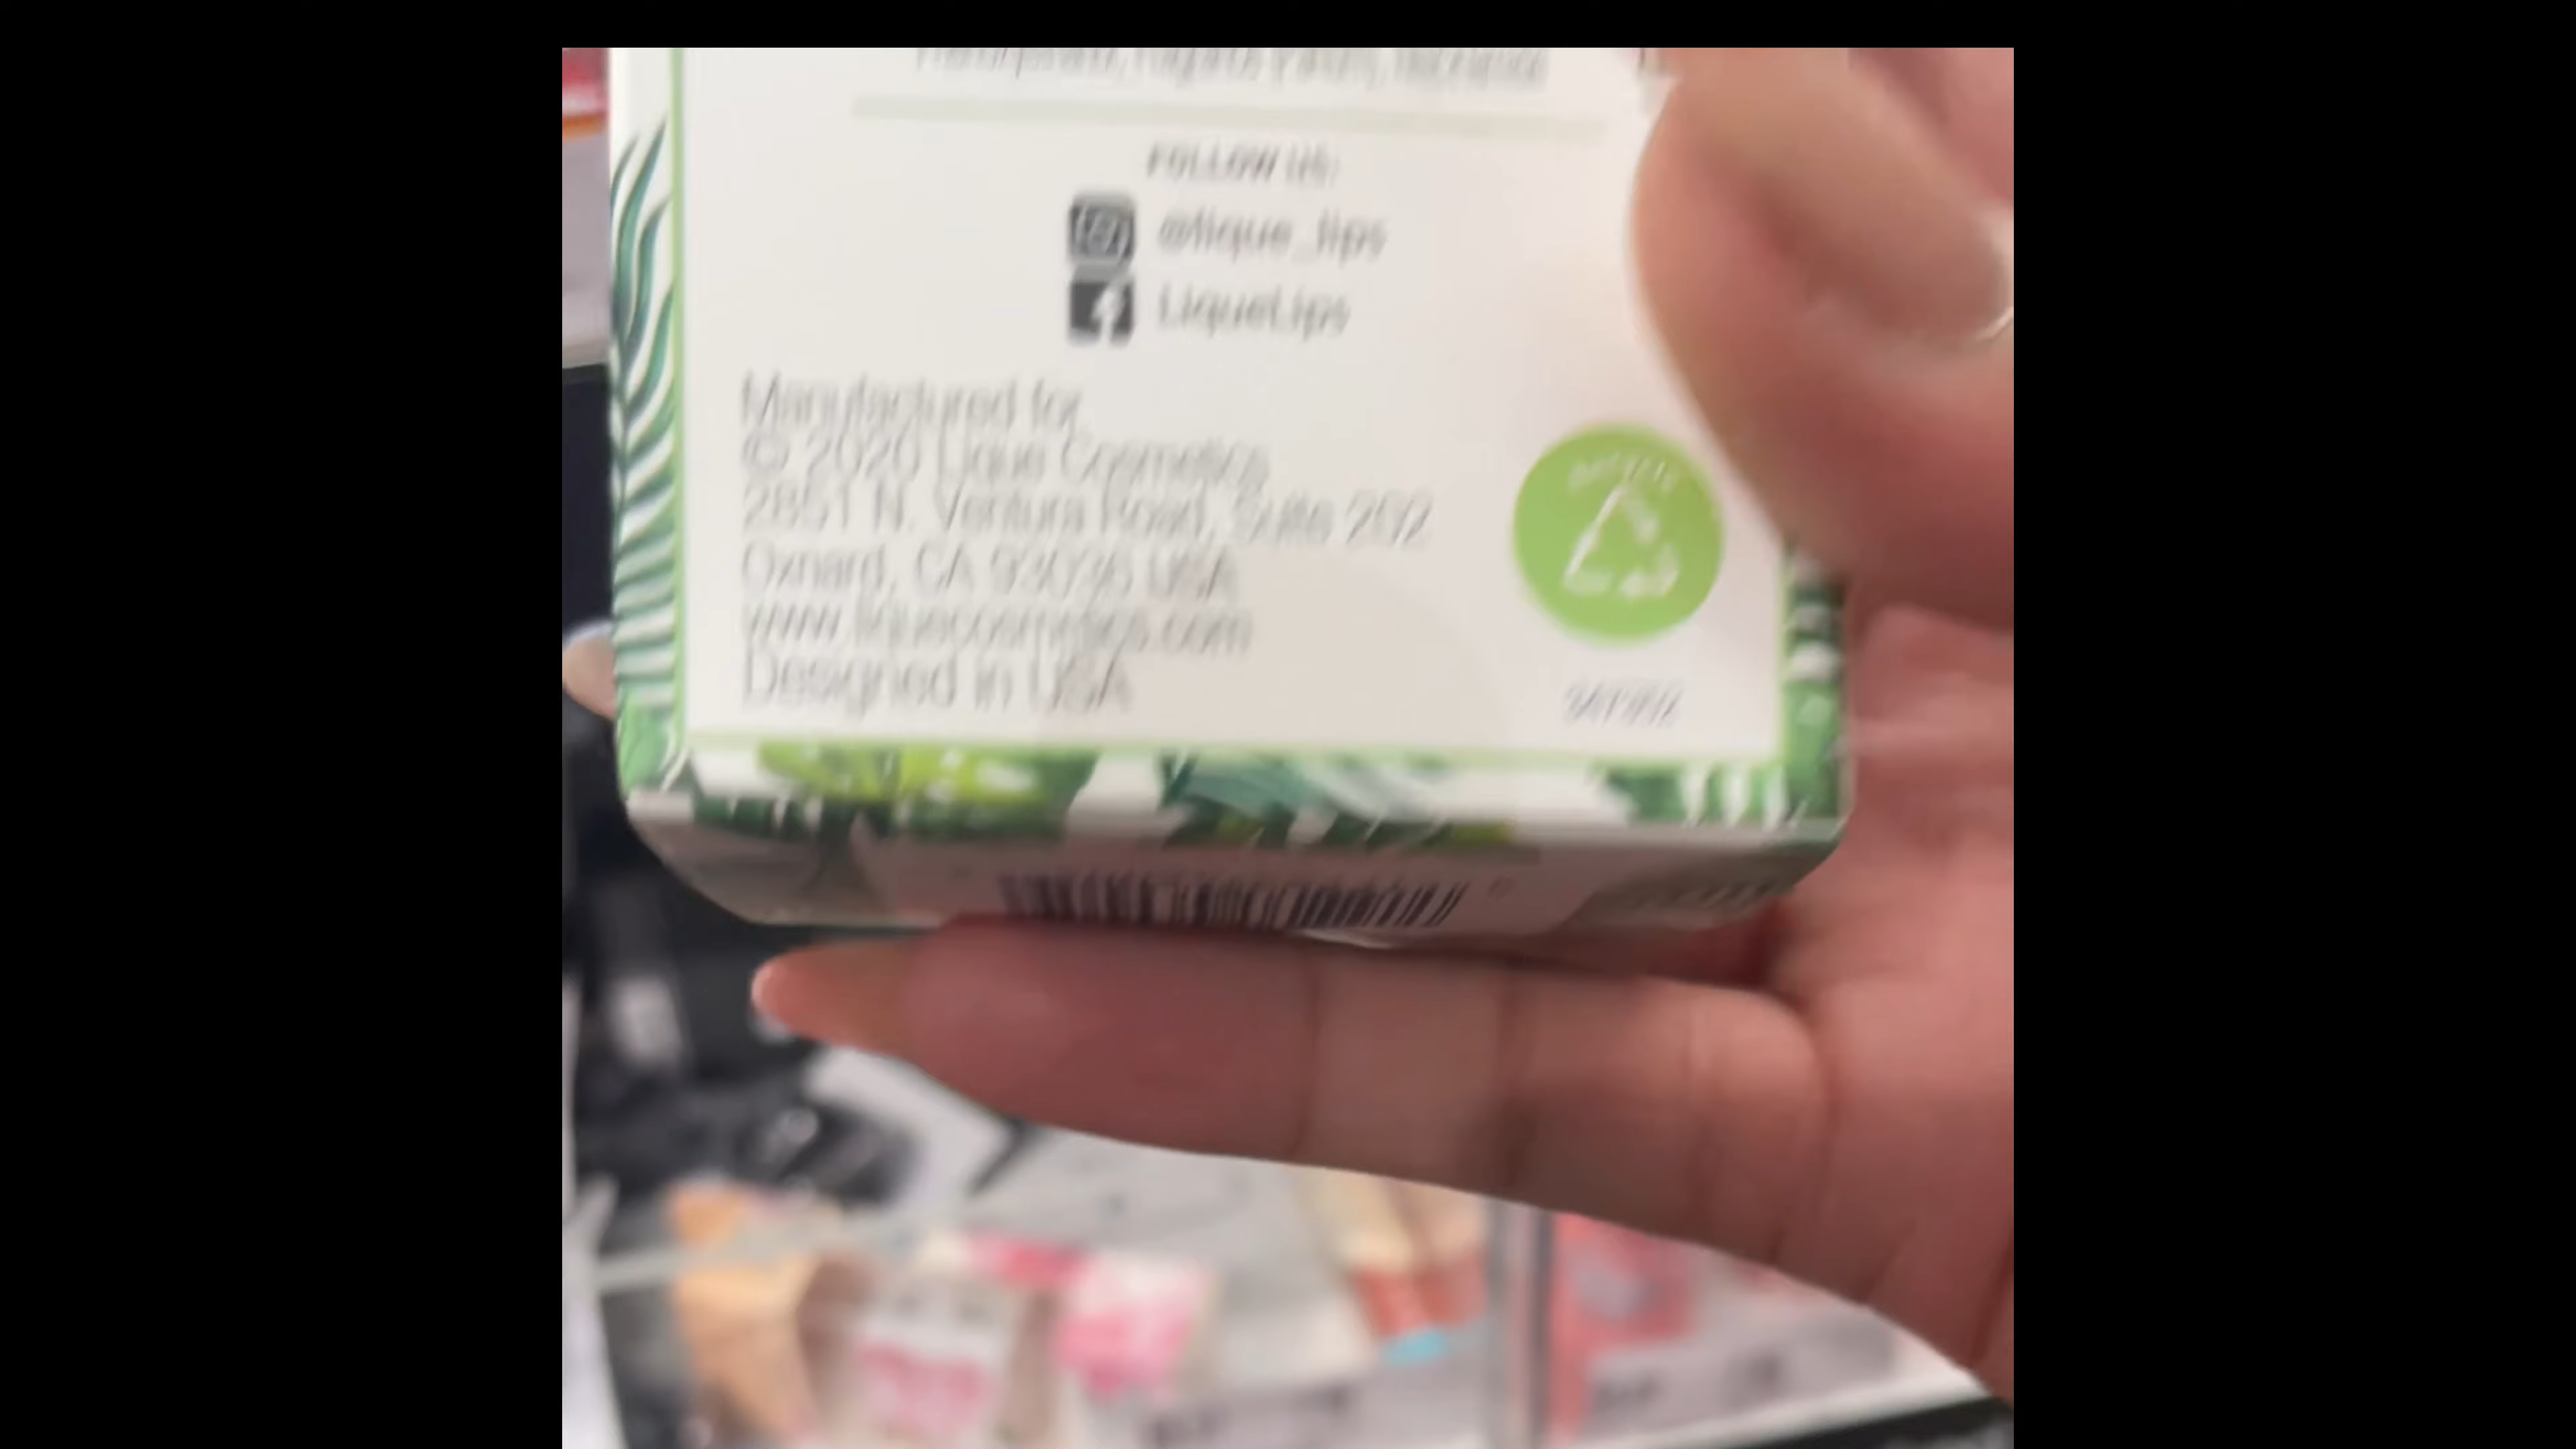 FOLLOW US:
@lique_lips
LiqueLips
Manufactured for
© 2020 Lique Cosmetics
2851 N. Ventura Road, Suite 202
Oxnard, CA 93036 USA
www.liquecosmetics.com
Designed in USA
RECYCLE